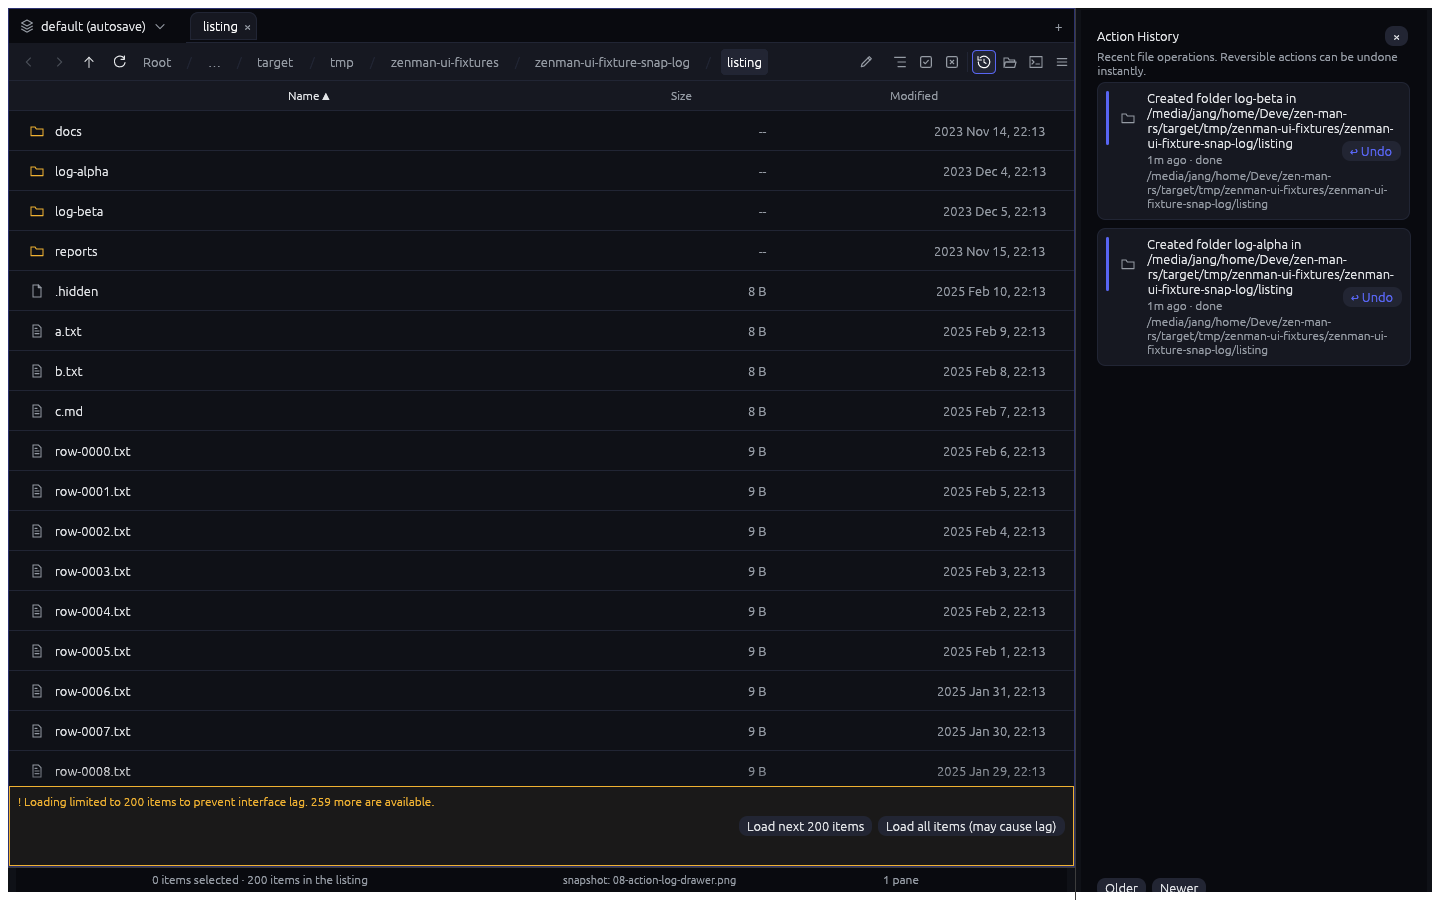 default (autosave)
listing ×
+
Root / … / target / tmp / zenman-ui-fixtures / zenman-ui-fixture-snap-log / listing
Name ▲ Size Modified
docs -- 2023 Nov 14, 22:13
log-alpha -- 2023 Dec 4, 22:13
log-beta -- 2023 Dec 5, 22:13
reports -- 2023 Nov 15, 22:13
.hidden 8 B 2025 Feb 10, 22:13
a.txt 8 B 2025 Feb 9, 22:13
b.txt 8 B 2025 Feb 8, 22:13
c.md 8 B 2025 Feb 7, 22:13
row-0000.txt 9 B 2025 Feb 6, 22:13
row-0001.txt 9 B 2025 Feb 5, 22:13
row-0002.txt 9 B 2025 Feb 4, 22:13
row-0003.txt 9 B 2025 Feb 3, 22:13
row-0004.txt 9 B 2025 Feb 2, 22:13
row-0005.txt 9 B 2025 Feb 1, 22:13
row-0006.txt 9 B 2025 Jan 31, 22:13
row-0007.txt 9 B 2025 Jan 30, 22:13
row-0008.txt 9 B 2025 Jan 29, 22:13
! Loading limited to 200 items to prevent interface lag. 259 more are available.
Load next 200 items Load all items (may cause lag)
0 items selected · 200 items in the listing snapshot: 08-action-log-drawer.png 1 pane
Action History ×
Recent file operations. Reversible actions can be undone
instantly.
Created folder log-beta in
/media/jang/home/Deve/zen-man-
rs/target/tmp/zenman-ui-fixtures/zenman-
ui-fixture-snap-log/listing
↩ Undo
1m ago · done
/media/jang/home/Deve/zen-man-
rs/target/tmp/zenman-ui-fixtures/zenman-ui-
fixture-snap-log/listing
Created folder log-alpha in
/media/jang/home/Deve/zen-man-
rs/target/tmp/zenman-ui-fixtures/zenman-
ui-fixture-snap-log/listing
↩ Undo
1m ago · done
/media/jang/home/Deve/zen-man-
rs/target/tmp/zenman-ui-fixtures/zenman-ui-
fixture-snap-log/listing
Older Newer